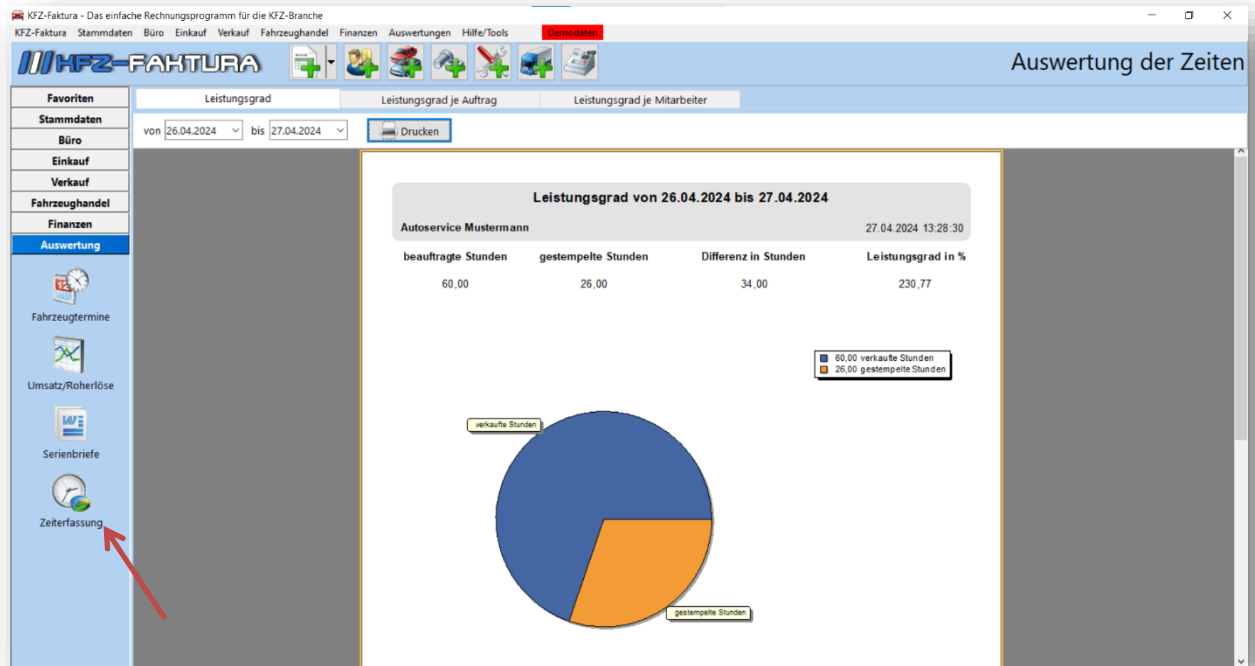 KFZ-Faktura - Das einfache Rechnungsprogramm für die KFZ-Branche
KFZ-Faktura Stammdaten Büro Einkauf Verkauf Fahrzeughandel Finanzen Auswertungen Hilfe/Tools Demodaten
KFZ-FAKTURA Auswertung der Zeiten
Favoriten
Stammdaten
Büro
Einkauf
Verkauf
Fahrzeughandel
Finanzen
Auswertung
Fahrzeugtermine
Umsatz/Roherlöse
Serienbriefe
Zeiterfassung
Leistungsgrad Leistungsgrad je Auftrag Leistungsgrad je Mitarbeiter
von 26.04.2024 bis 27.04.2024 Drucken
Leistungsgrad von 26.04.2024 bis 27.04.2024
Autoservice Mustermann 27.04.2024 13:28:30
beauftragte Stunden gestempelte Stunden Differenz in Stunden Leistungsgrad in %
60,00 26,00 34,00 230,77
60,00 verkaufte Stunden
26,00 gestempelte Stunden
verkaufte Stunden
gestempelte Stunden